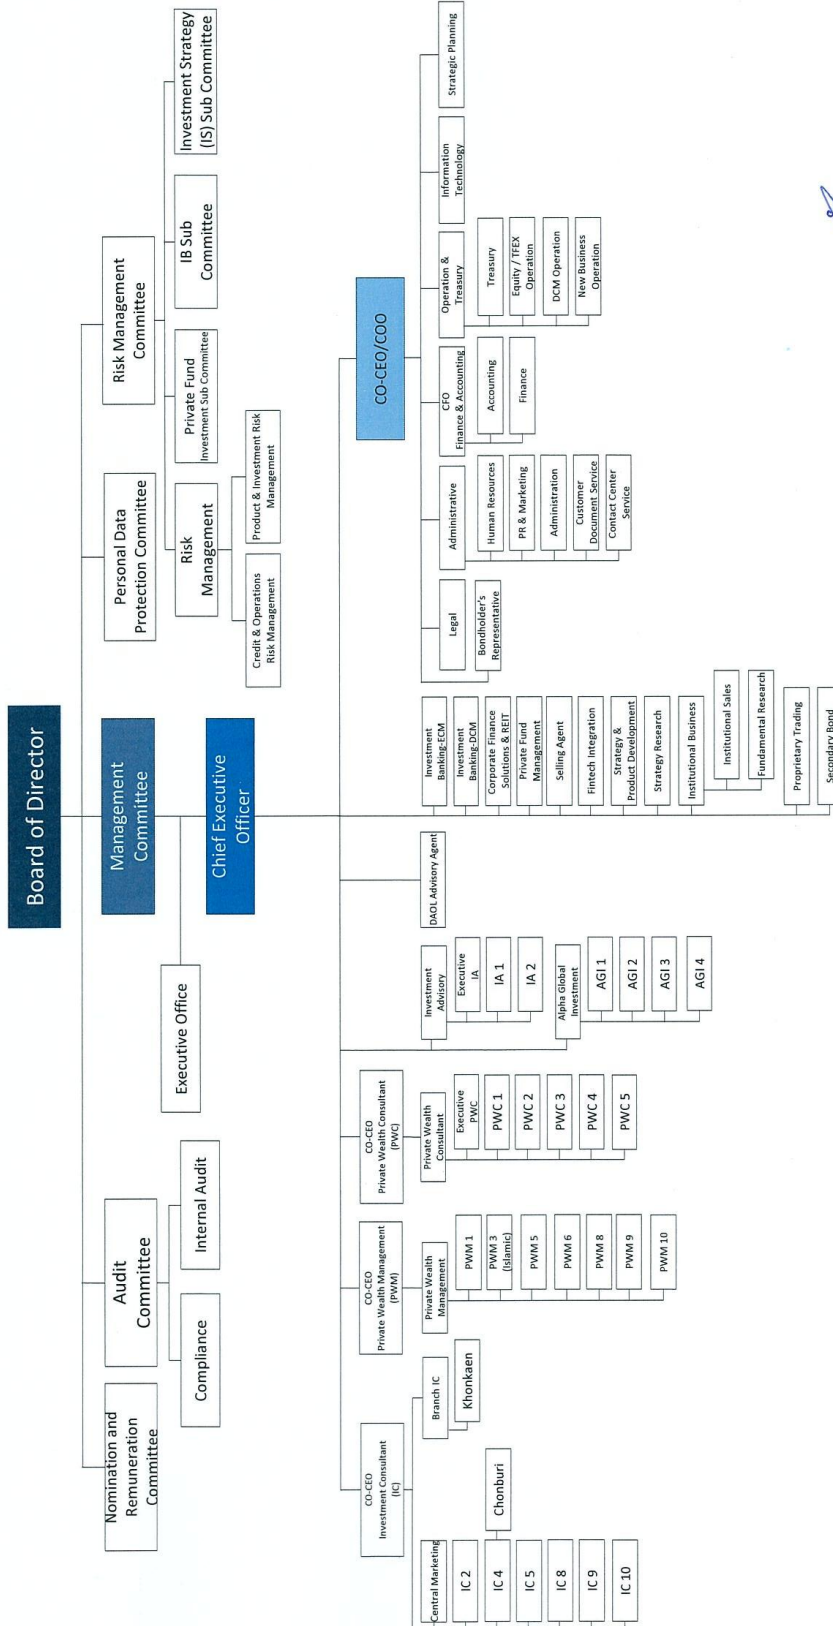 Board of Director
Nomination and
Remuneration
Committee
Audit
Committee
Management
Committee
Personal Data
Protection Committee
Risk Management
Committee
Compliance
Internal Audit
Executive Office
Chief Executive
Officer
Risk
Management
Private Fund
Investment Sub Committee
IB Sub
Committee
Investment Strategy
(IS) Sub Committee
Credit & Operations
Risk Management
Product & Investment Risk
Management
CO-CEO
Investment Consultant
(IC)
CO-CEO
Private Wealth Management
(PWM)
CO-CEO
Private Wealth Consultant
(PWC)
CO-CEO/COO
Central Marketing
IC 2
IC 4
Chonburi
IC 5
IC 8
IC 9
IC 10
Branch IC
Khonkaen
Private Wealth
Management
PWM 1
PWM 3
(Islamic)
PWM 5
PWM 6
PWM 8
PWM 9
PWM 10
Private Wealth
Consultant
Executive
PWC
PWC 1
PWC 2
PWC 3
PWC 4
PWC 5
Investment
Advisory
Executive
IA
IA 1
IA 2
Alpha Global
Investment
AGI 1
AGI 2
AGI 3
AGI 4
DAOL Advisory Agent
Investment
Banking-ECM
Investment
Banking-DCM
Corporate Finance
Solutions & REIT
Private Fund
Management
Selling Agent
Fintech Integration
Strategy &
Product Development
Strategy Research
Institutional Business
Institutional Sales
Fundamental Research
Proprietary Trading
Secondary Bond
Legal
Bondholder's
Representative
Administrative
Human Resources
PR & Marketing
Administration
Customer
Document Service
Contact Center
Service
CFO
Finance & Accounting
Accounting
Finance
Operation &
Treasury
Treasury
Equity / TFEX
Operation
DCM Operation
New Business
Operation
Information
Technology
Strategic Planning